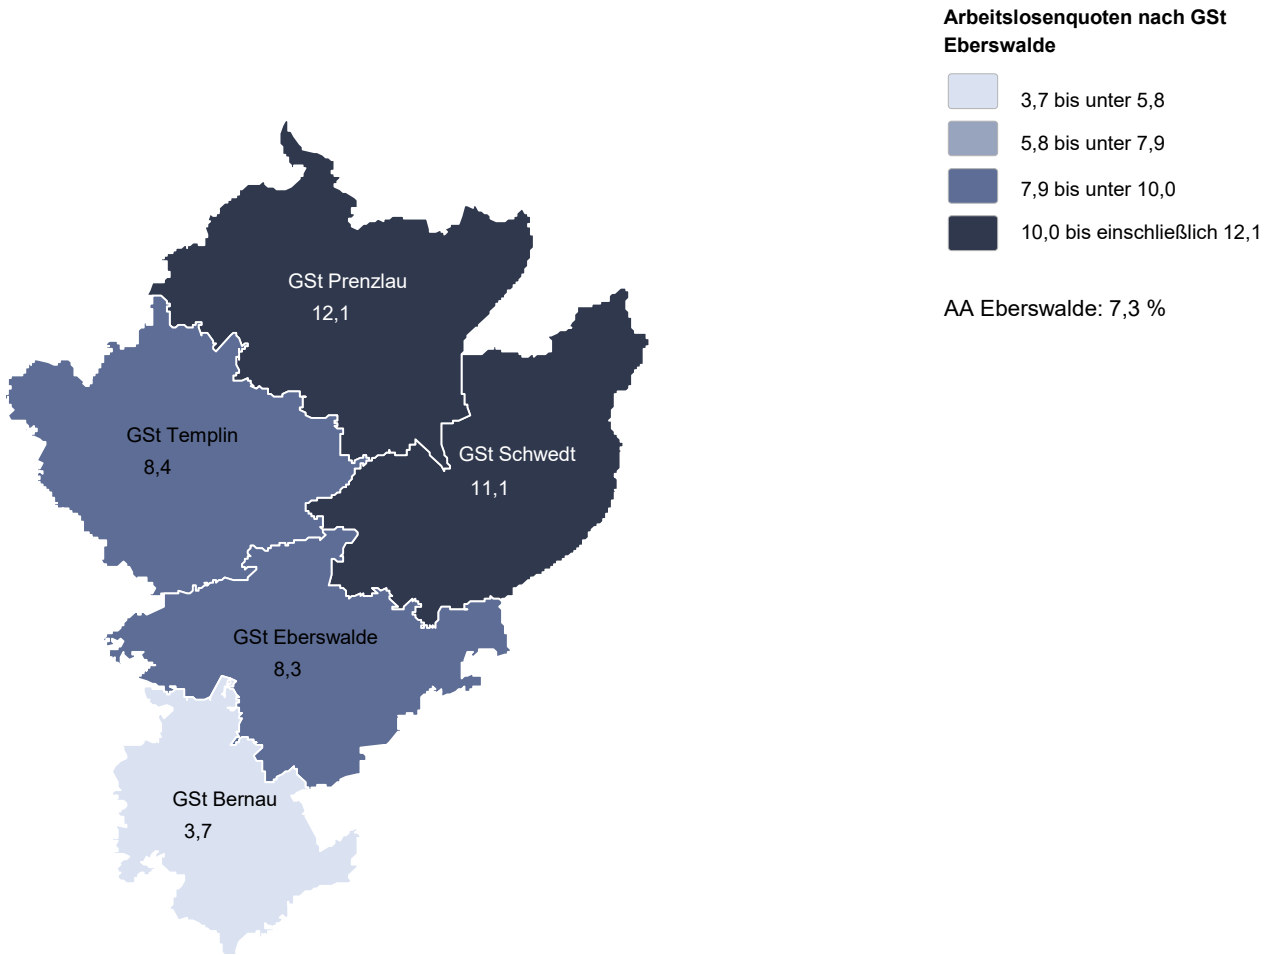 Arbeitslosenquoten nach GSt
Eberswalde
3,7 bis unter 5,8
5,8 bis unter 7,9
7,9 bis unter 10,0
10,0 bis einschließlich 12,1
AA Eberswalde: 7,3 %
GSt Prenzlau
12,1
GSt Templin
8,4
GSt Schwedt
11,1
GSt Eberswalde
8,3
GSt Bernau
3,7